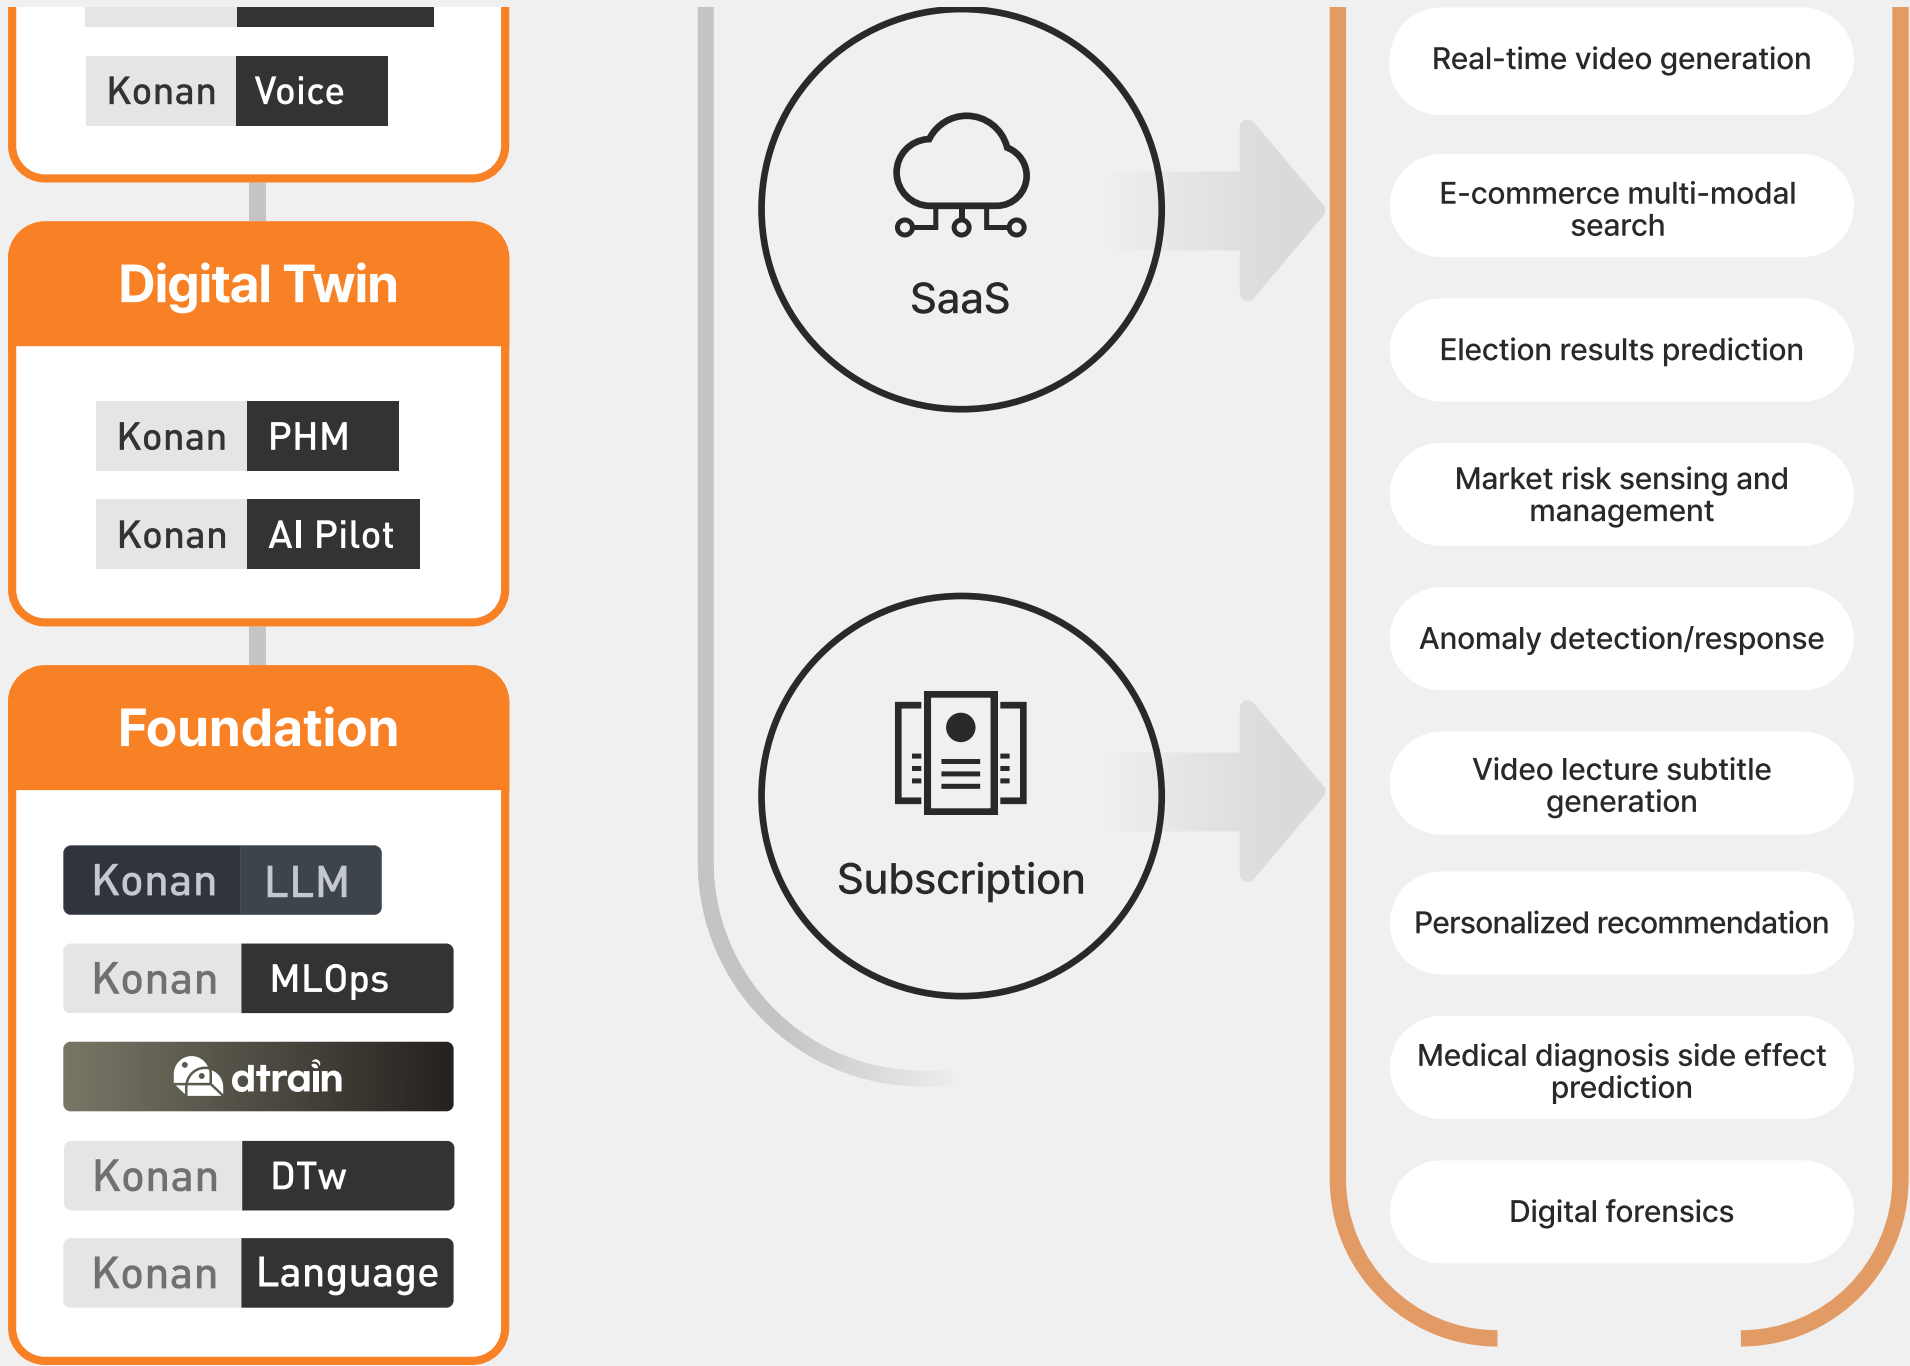 Konan Voice
Digital Twin
Konan PHM
Konan AI Pilot
Foundation
Konan LLM
Konan MLOps
dtrain
Konan DTw
Konan Language
SaaS
Subscription
Real-time video generation
E-commerce multi-modal
search
Election results prediction
Market risk sensing and
management
Anomaly detection/response
Video lecture subtitle
generation
Personalized recommendation
Medical diagnosis side effect
prediction
Digital forensics